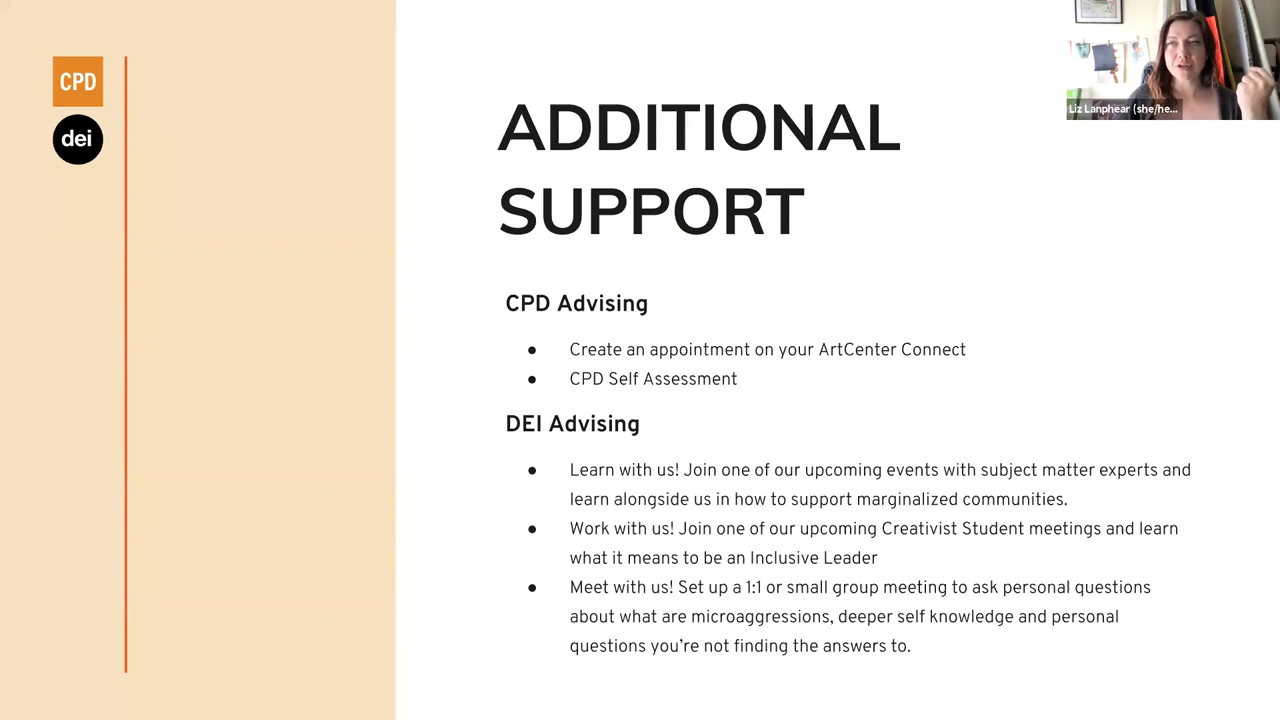 CPD
dei
Liz Lanphear (she/he...
ADDITIONAL
SUPPORT
CPD Advising
● Create an appointment on your ArtCenter Connect
● CPD Self Assessment
DEI Advising
● Learn with us! Join one of our upcoming events with subject matter experts and
learn alongside us in how to support marginalized communities.
● Work with us! Join one of our upcoming Creativist Student meetings and learn
what it means to be an Inclusive Leader
● Meet with us! Set up a 1:1 or small group meeting to ask personal questions
about what are microaggressions, deeper self knowledge and personal
questions you’re not finding the answers to.